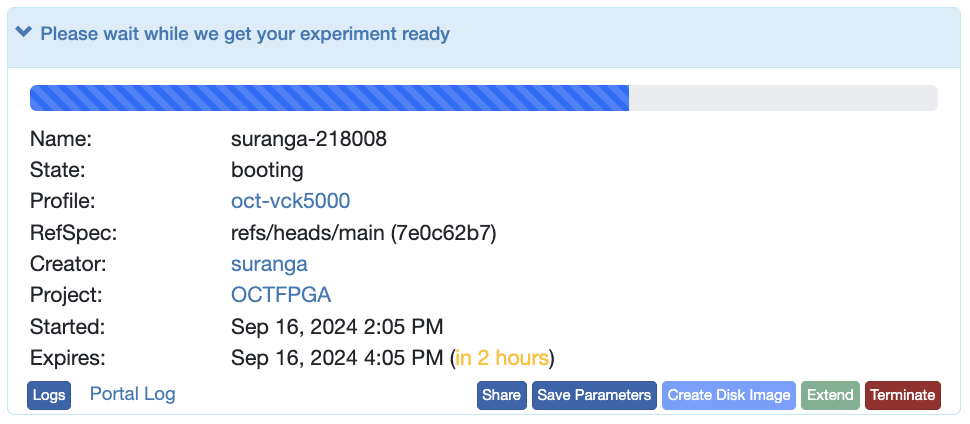 Please wait while we get your experiment ready
Name: suranga-218008
State: booting
Profile: oct-vck5000
RefSpec: refs/heads/main (7e0c62b7)
Creator: suranga
Project: OCTFPGA
Started: Sep 16, 2024 2:05 PM
Expires: Sep 16, 2024 4:05 PM (in 2 hours)
Logs Portal Log Share Save Parameters Create Disk Image Extend Terminate